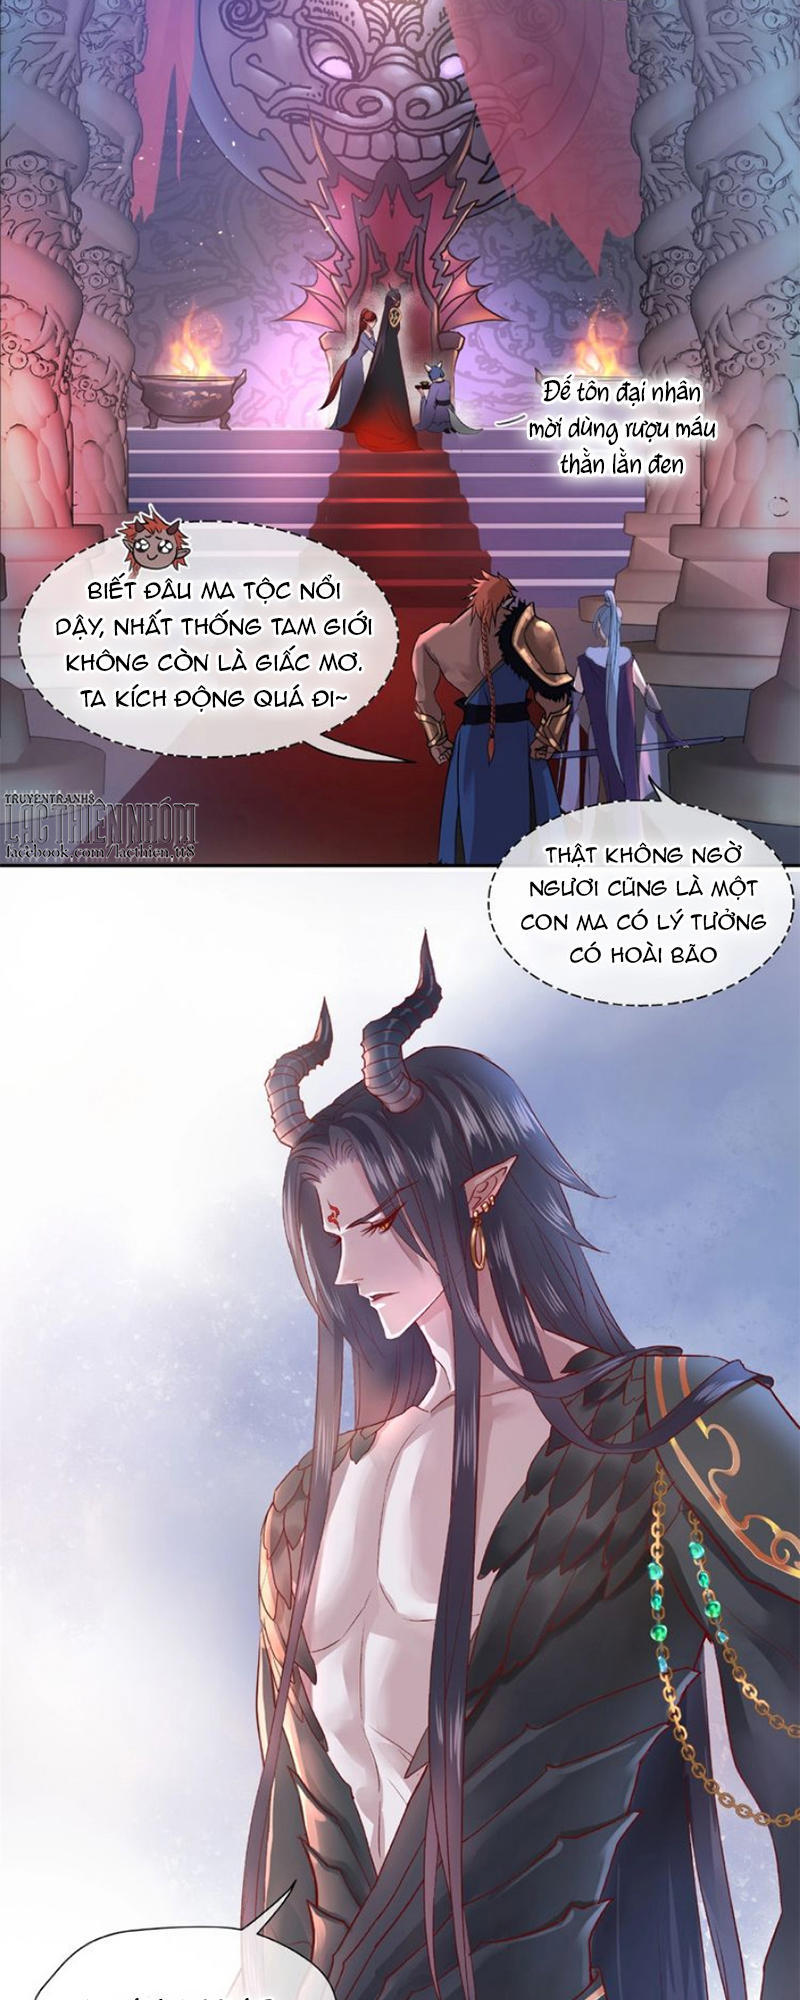 Đế tôn đại nhân
mời dùng rượu máu
thằn lằn đen
BIẾT ĐÂU MA TỘC NỔI
DẬY, NHẤT THỐNG TAM GIỚI
KHÔNG CÒN LÀ GIẤC MƠ.
TA KÍCH ĐỘNG QUÁ ĐI~
TRUYENTRANH8
LẠC THIÊN NHÓM
facebook.com/lacthien.tt8
THẬT KHÔNG NGỜ
NGƯƠI CŨNG LÀ MỘT
CON MA CÓ LÝ TƯỞNG
CÓ HOÀI BÃO